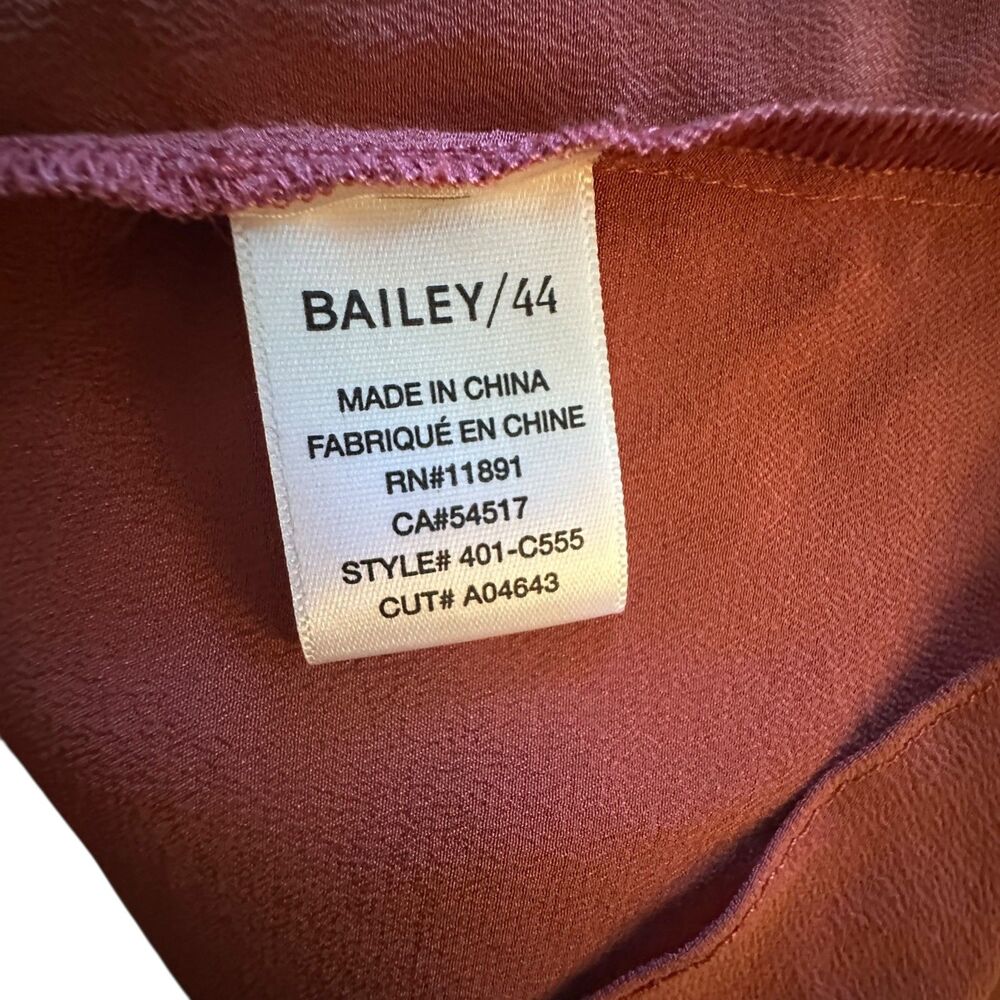 BAILEY/44
MADE IN CHINA
FABRIQUÉ EN CHINE
RN#11891
CA#54517
STYLE# 401-C555
CUT# A04643